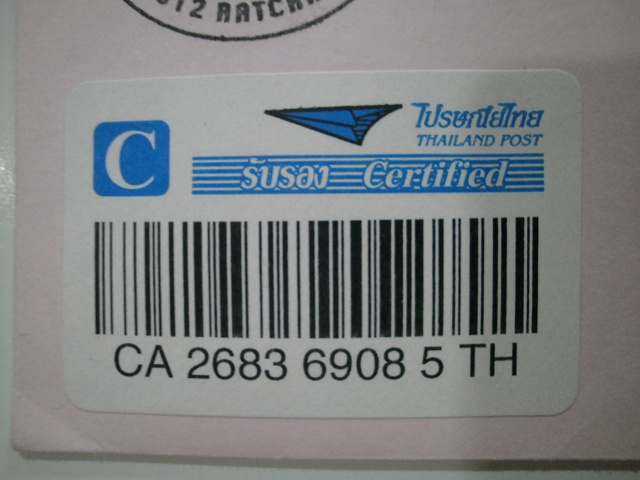 C
ไปรษณีย์ไทย
THAILAND POST
รับรอง Certified
CA 2683 6908 5 TH